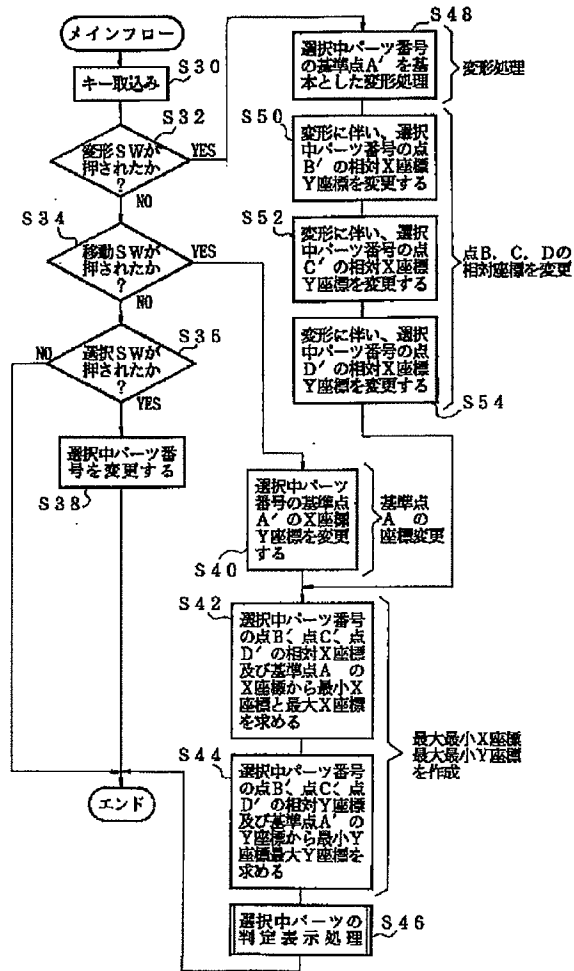 メインフロー
S30
キー取込み
S32
変形SWが
押されたか
?
YES
NO
S34
移動SWが
押されたか
?
YES
NO
S35
選択SWが
押されたか
?
NO
YES
選択中パーツ番
号を変更する
S38
エンド
S48
選択中パーツ番号
の基準点A′を基
本とした変形処理
変形処理
S50
変形に伴い、選択
中パーツ番号の点
B′の相対X座標
Y座標を変更する
S52
変形に伴い、選択
中パーツ番号の点
C′の相対X座標
Y座標を変更する
点B、C、Dの
相対座標を変更
変形に伴い、選択
中パーツ番号の点
D′の相対X座標
Y座標を変更する
S54
選択中パーツ
番号の基準点
A′のX座標
Y座標を変更
する
S40
基準点
Aの
座標変更
S42
選択中パーツ番号
の点B′、点C′、点
D′の相対X座標
及び基準点Aの
X座標から最小X
座標と最大X座標
を求める
S44
選択中パーツ番号
の点B′、点C′、点
D′の相対Y座標
及び基準点A′の
Y座標から最小Y
座標最大Y座標を
求める
最大最小X座標
最大最小Y座標
を作成
選択中パーツの
判定表示処理
S46